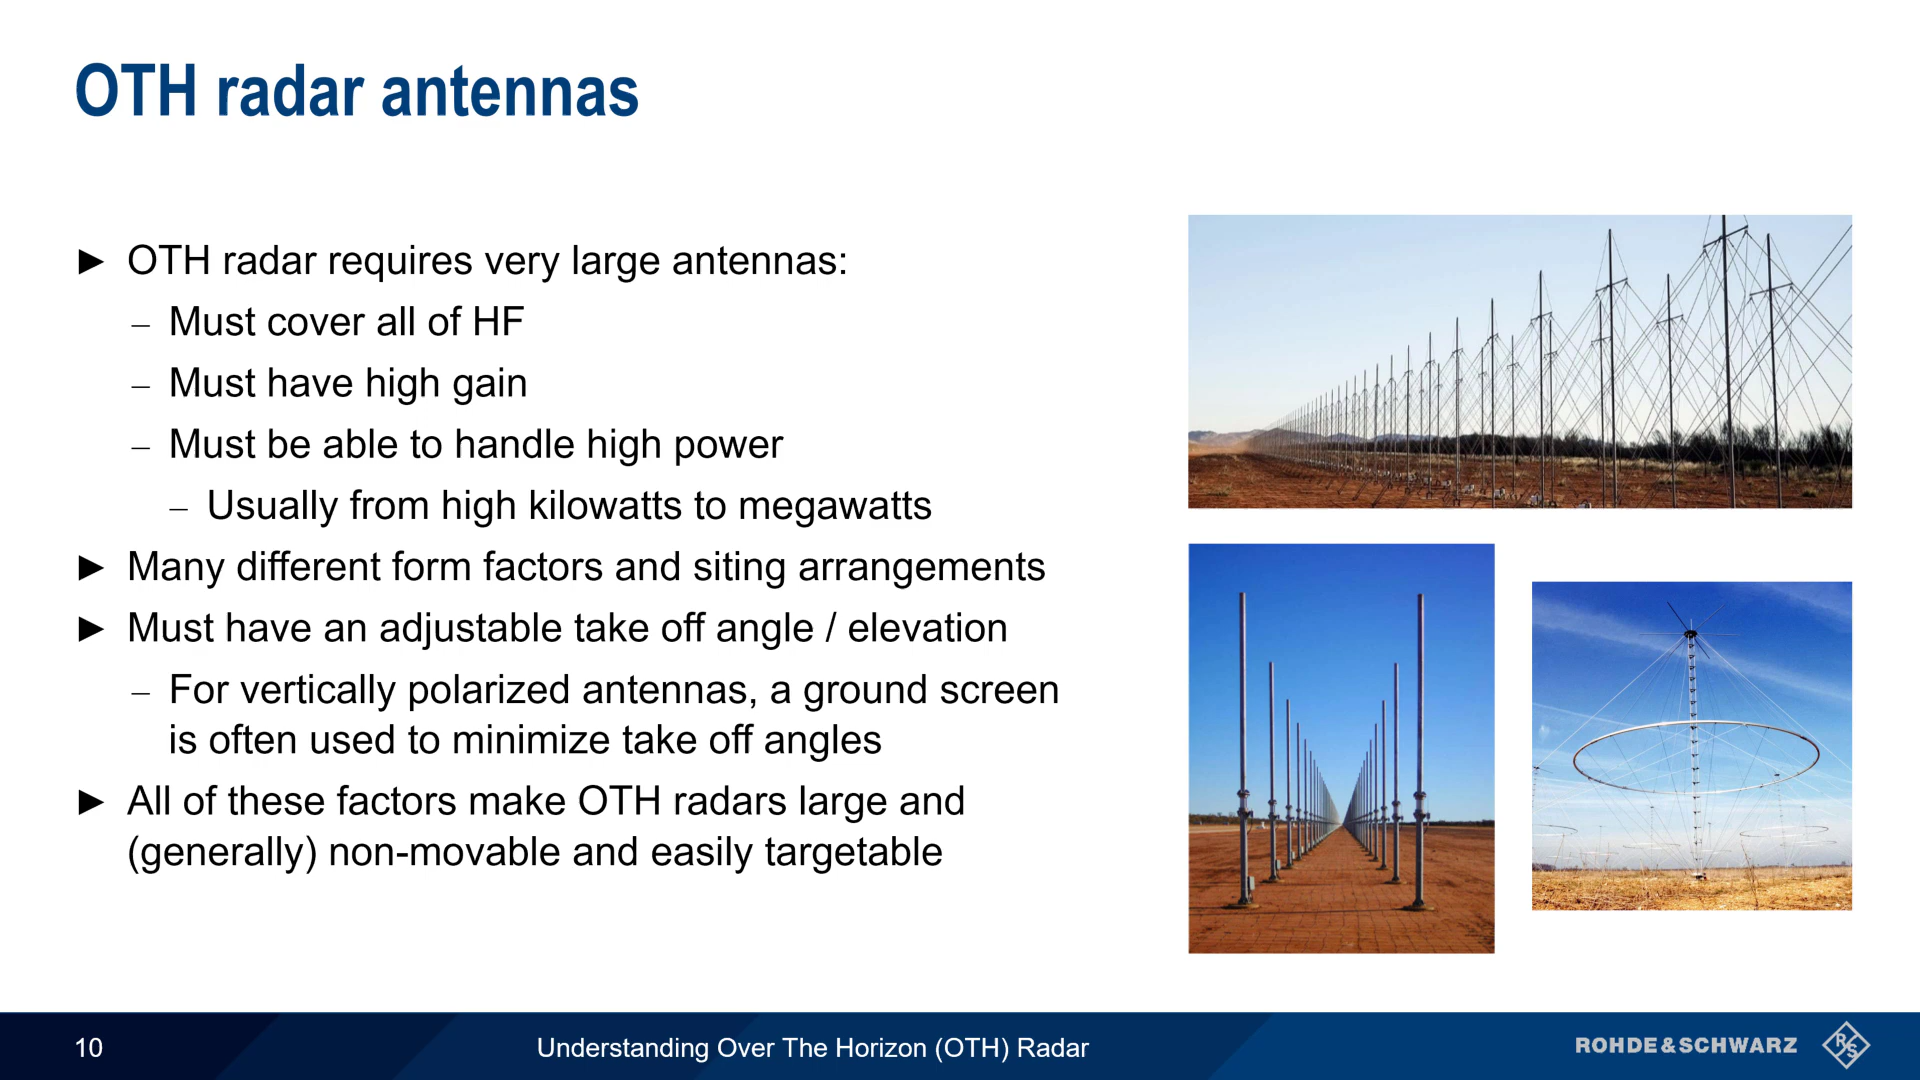 OTH radar antennas
► OTH radar requires very large antennas:
– Must cover all of HF
– Must have high gain
– Must be able to handle high power
– Usually from high kilowatts to megawatts
► Many different form factors and siting arrangements
► Must have an adjustable take off angle / elevation
– For vertically polarized antennas, a ground screen
is often used to minimize take off angles
► All of these factors make OTH radars large and
(generally) non-movable and easily targetable
10
Understanding Over The Horizon (OTH) Radar
ROHDE&SCHWARZ
R&S